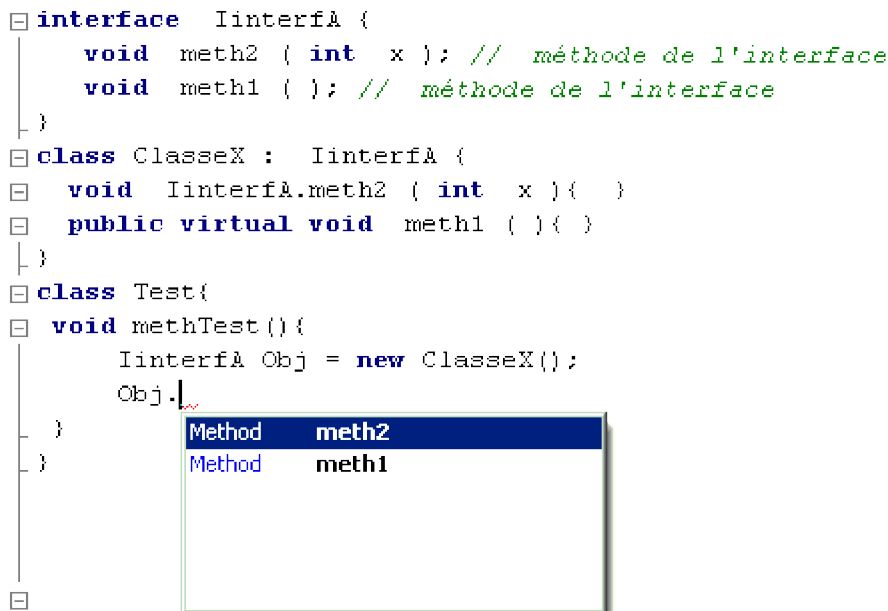 interface IinterfA {
void meth2 ( int x ); // méthode de l'interface
void meth1 ( ); // méthode de l'interface
}
class ClasseX : IinterfA {
void IinterfA.meth2 ( int x ){ }
public virtual void meth1 ( ){ }
}
class Test{
void methTest(){
IinterfA Obj = new ClasseX();
Obj.
}
Method meth2
}
Method meth1